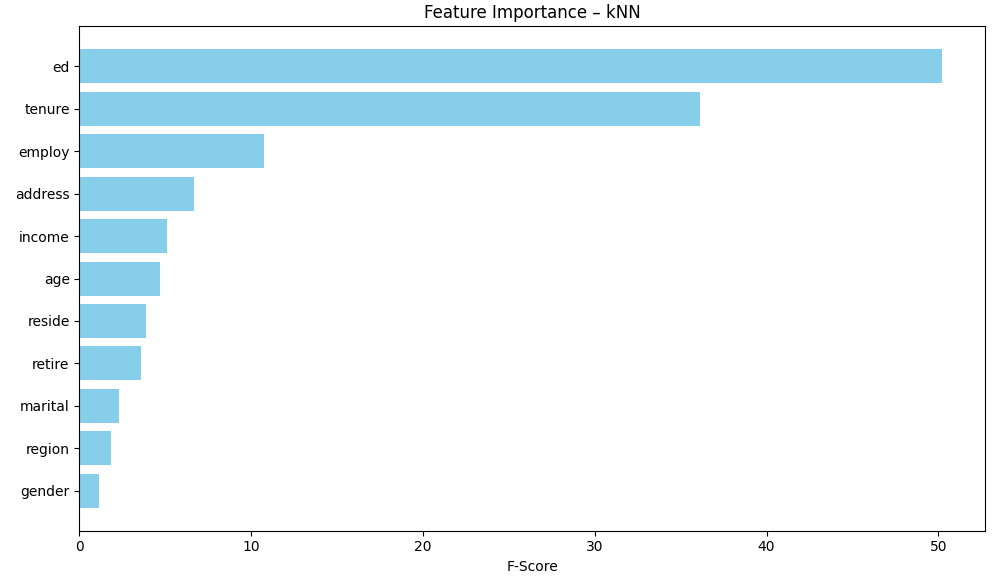 Feature Importance – kNN
ed
tenure
employ
address
income
age
reside
retire
marital
region
gender
0 10 20 30 40 50
F-Score